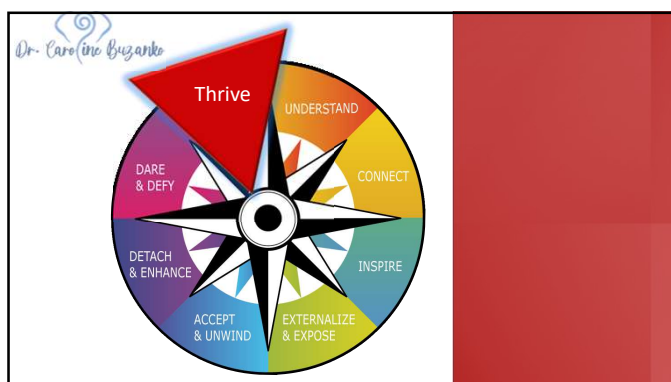 Dr. Caroline Buzanko
Thrive
UNDERSTAND
CONNECT
INSPIRE
EXTERNALIZE
& EXPOSE
ACCEPT
& UNWIND
DETACH
& ENHANCE
DARE
& DEFY